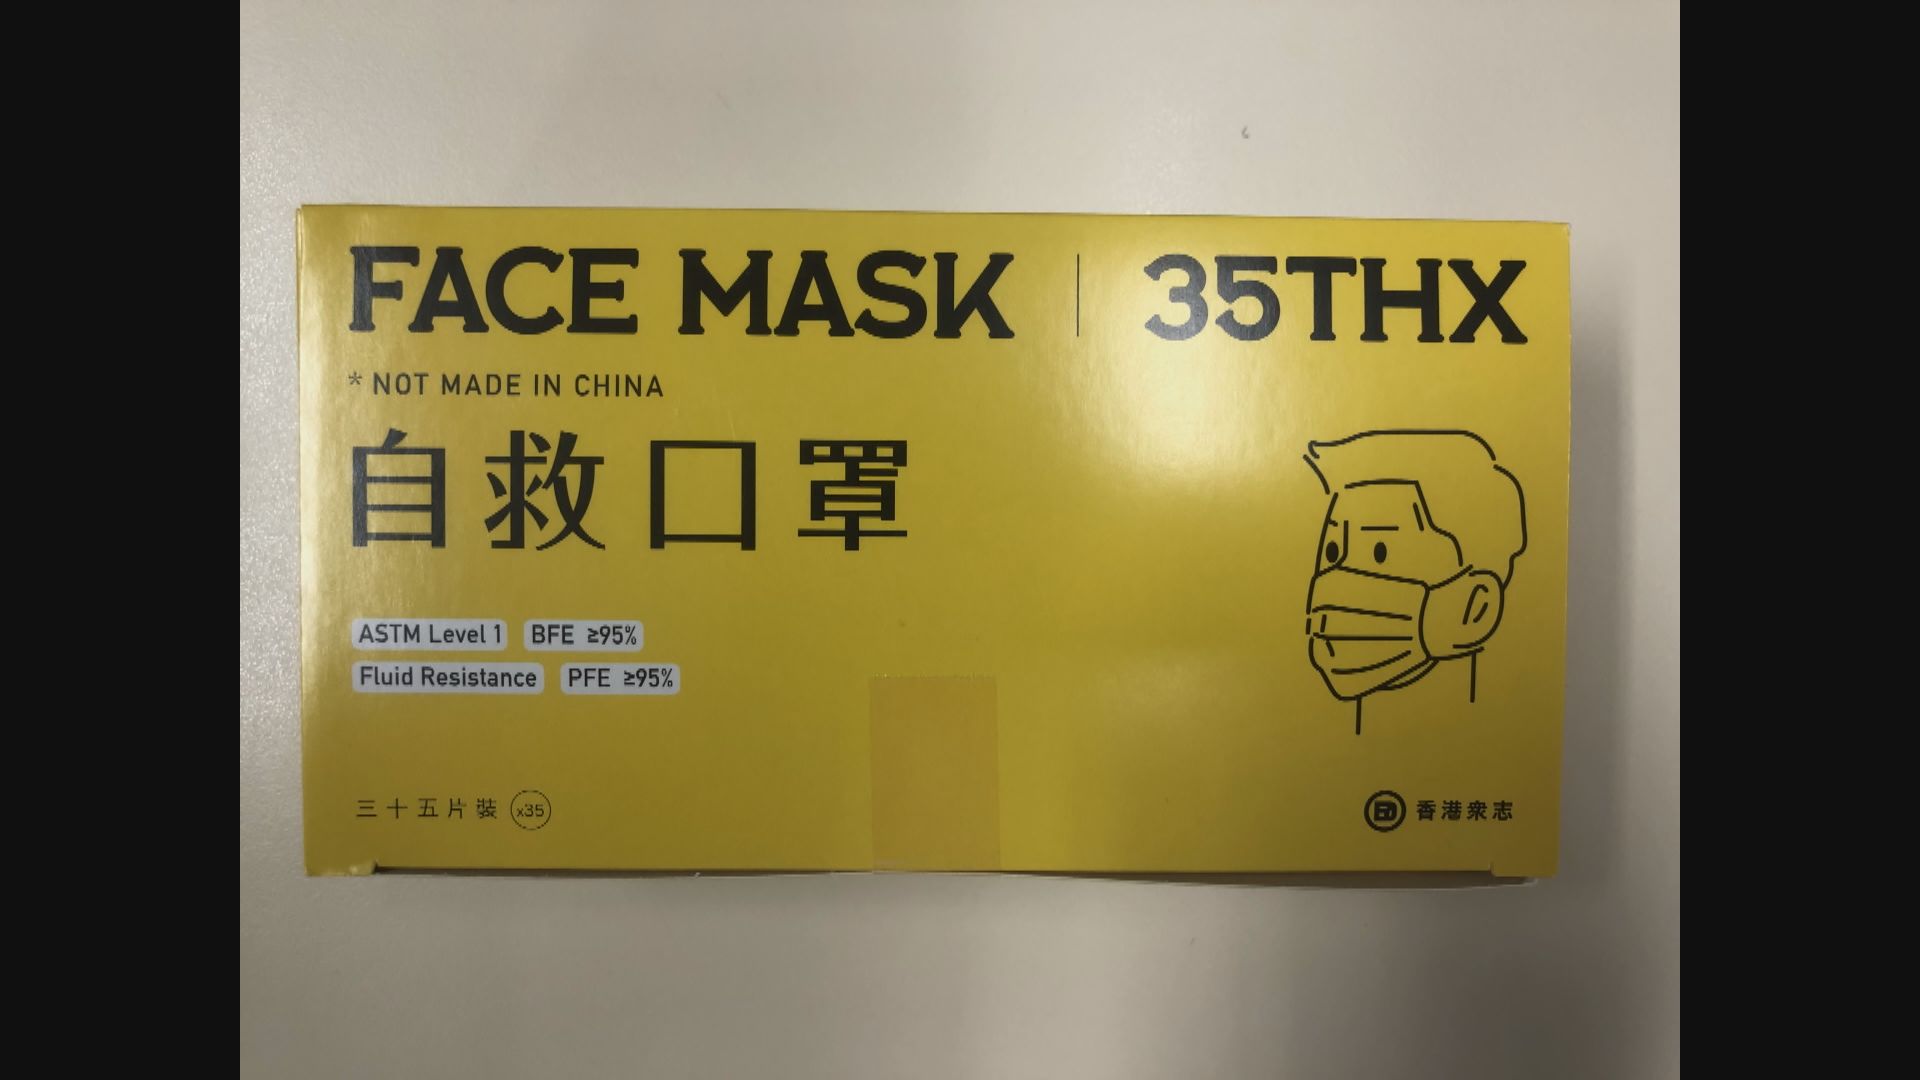 FACE MASK | 35THX
* NOT MADE IN CHINA
自救口罩
ASTM Level 1 BFE ≥95%
Fluid Resistance PFE ≥95%
三十五片裝 x35
香港衆志